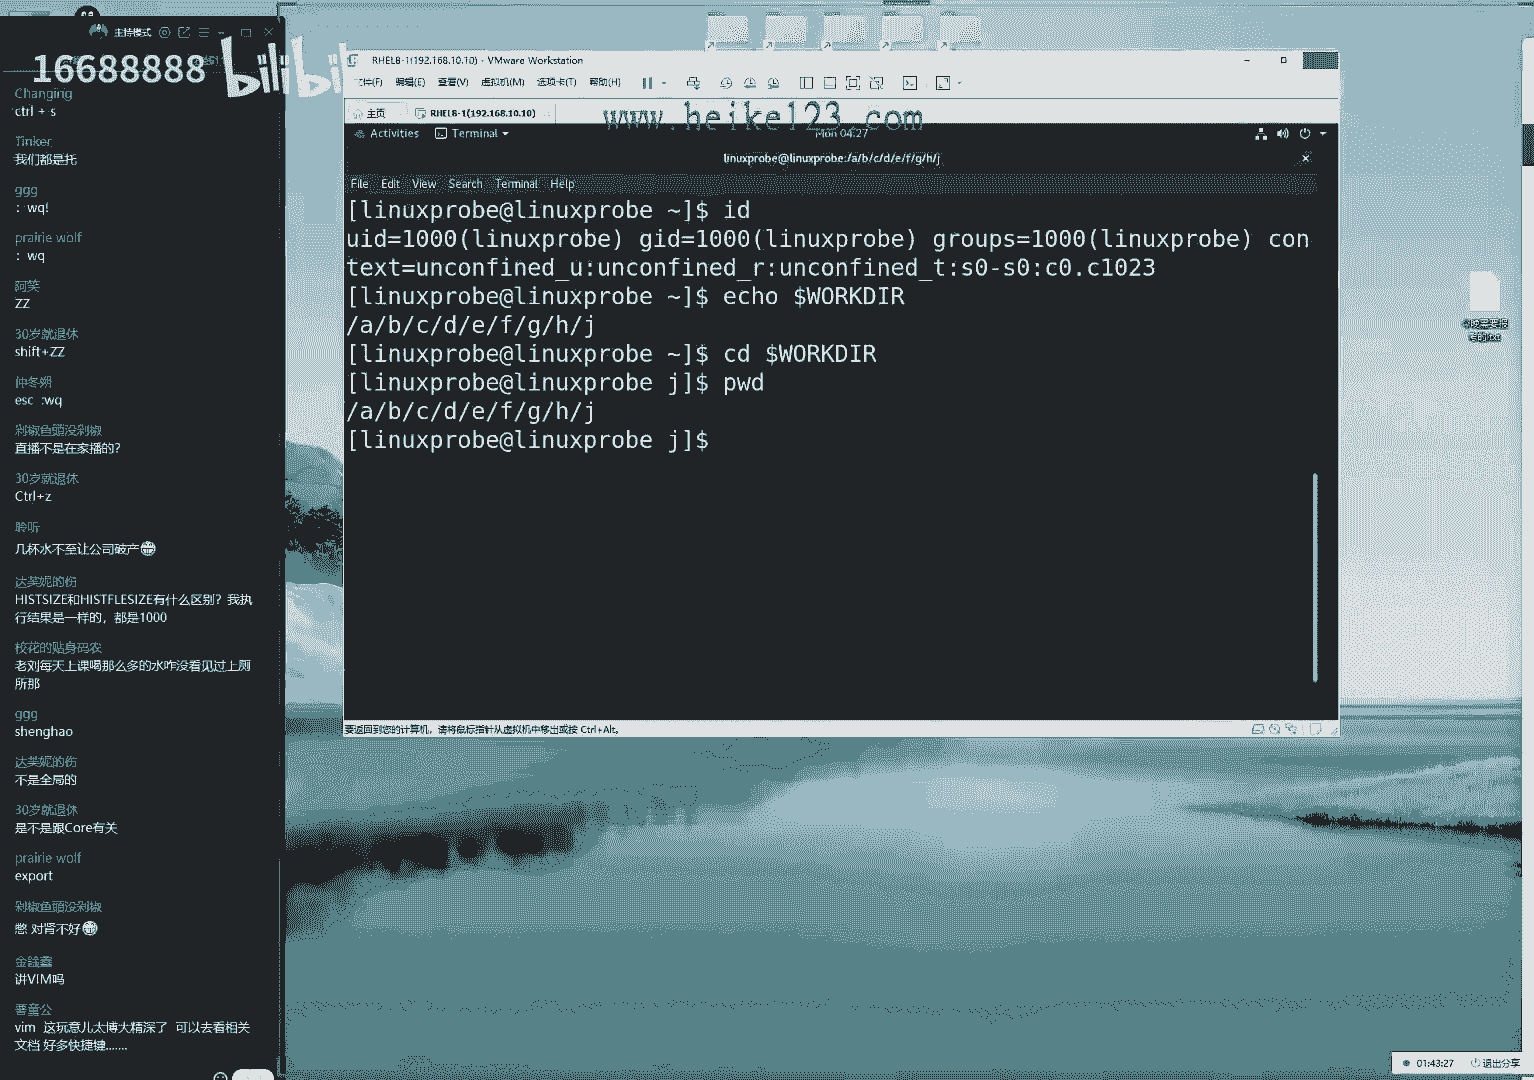 主持模式
16688888
bilibil
Changing
ctrl + s
Tinker
我们都是托
ggg
：wq!
prairie wolf
：wq
阿笑
ZZ
30岁就退休
shift+ZZ
仲冬朔
esc :wq
剁椒鱼頭没剁椒
直播不是在家播的?
30岁就退休
Ctrl+z
聆听
几杯水不至让公司破产
达芙妮的伤
HISTSIZE和HISTFLESIZE有什么区别？我执
行结果是一样的，都是1000
校花的贴身码农
老刘每天上课喝那么多的水咋没看见过上厕
所那
ggg
shenghao
达芙妮的伤
不是全局的
30岁就退休
是不是跟Core有关
prairie wolf
export
剁椒鱼頭没剁椒
憋 对肾不好
讲VIM吗
vim 这玩意儿太博大精深了 可以去看相关
文档 好多快捷键.......
RHEL8-1(192.168.10.10) - VMware Workstation
文件(F) 编辑(E) 查看(V) 虚拟机(M) 选项卡(T) 帮助(H)
主页 RHEL8-1(192.168.10.10)
www.heike123.com
Activities Terminal Mon 04:27
linuxprobe@linuxprobe:/a/b/c/d/e/f/g/h/j
File Edit View Search Terminal Help
[linuxprobe@linuxprobe ~]$ id
uid=1000(linuxprobe) gid=1000(linuxprobe) groups=1000(linuxprobe) con
text=unconfined_u:unconfined_r:unconfined_t:s0-s0:c0.c1023
[linuxprobe@linuxprobe ~]$ echo $WORKDIR
/a/b/c/d/e/f/g/h/j
[linuxprobe@linuxprobe ~]$ cd $WORKDIR
[linuxprobe@linuxprobe j]$ pwd
/a/b/c/d/e/f/g/h/j
[linuxprobe@linuxprobe j]$
要返回到您的计算机，请将鼠标指针从虚拟机中移出或按 Ctrl+Alt。
01:43:27 退出分享